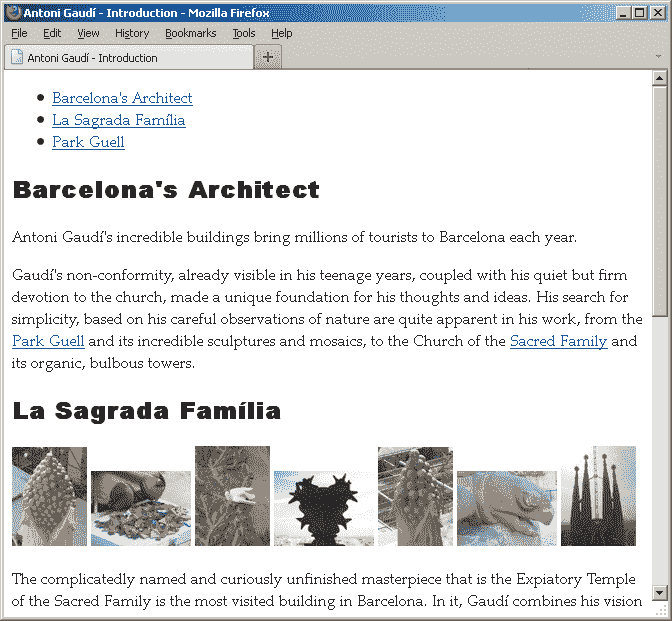 Antoni Gaudí - Introduction - Mozilla Firefox
File Edit View History Bookmarks Tools Help
Antoni Gaudí - Introduction
Barcelona's Architect
La Sagrada Família
Park Guell
Barcelona's Architect
Antoni Gaudí's incredible buildings bring millions of tourists to Barcelona each year.
Gaudí's non-conformity, already visible in his teenage years, coupled with his quiet but firm
devotion to the church, made a unique foundation for his thoughts and ideas. His search for
simplicity, based on his careful observations of nature are quite apparent in his work, from the
Park Guell and its incredible sculptures and mosaics, to the Church of the Sacred Family and
its organic, bulbous towers.
La Sagrada Família
The complicatedly named and curiously unfinished masterpiece that is the Expiatory Temple
of the Sacred Family is the most visited building in Barcelona. In it, Gaudí combines his vision